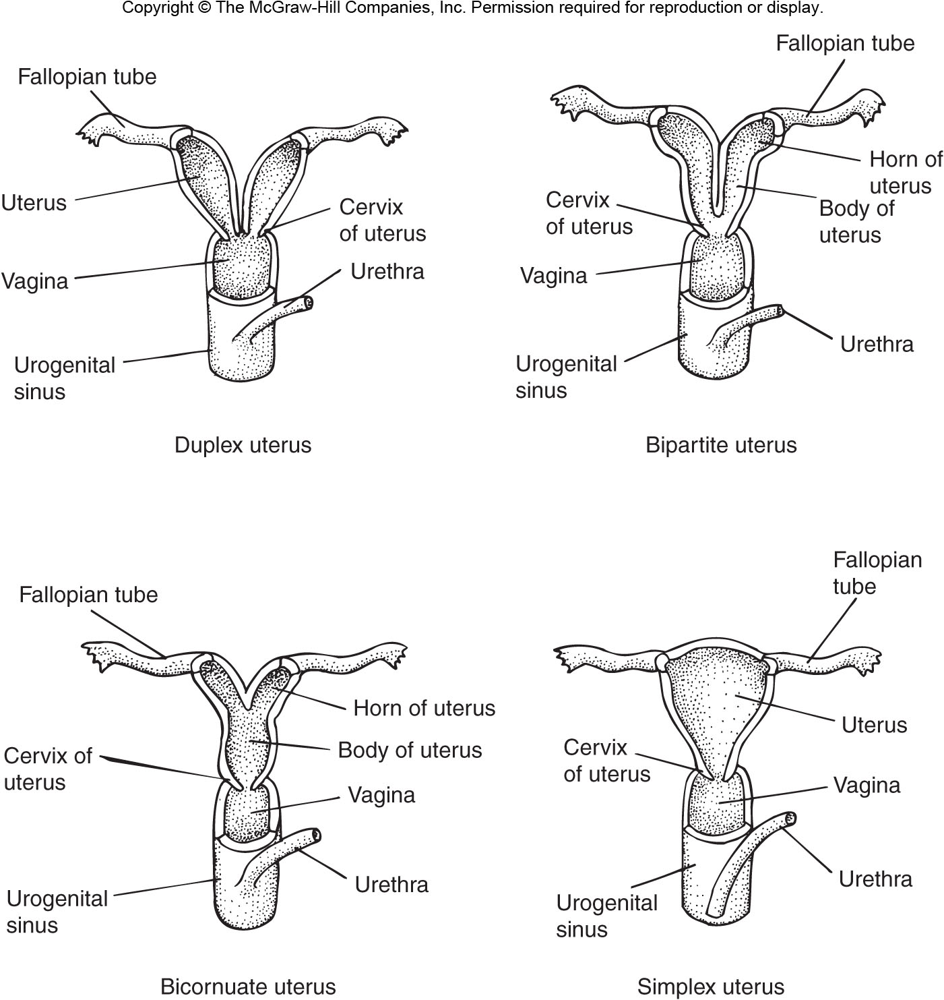 Copyright © The McGraw-Hill Companies, Inc. Permission required for reproduction or display.
Fallopian tube
Uterus
Cervix
of uterus
Vagina
Urethra
Urogenital
sinus
Duplex uterus
Fallopian tube
Horn of
uterus
Cervix
of uterus
Body of
uterus
Vagina
Urethra
Urogenital
sinus
Bipartite uterus
Fallopian tube
Horn of uterus
Body of uterus
Cervix of
uterus
Vagina
Urethra
Urogenital
sinus
Bicornuate uterus
Fallopian
tube
Uterus
Cervix
of uterus
Vagina
Urethra
Urogenital
sinus
Simplex uterus